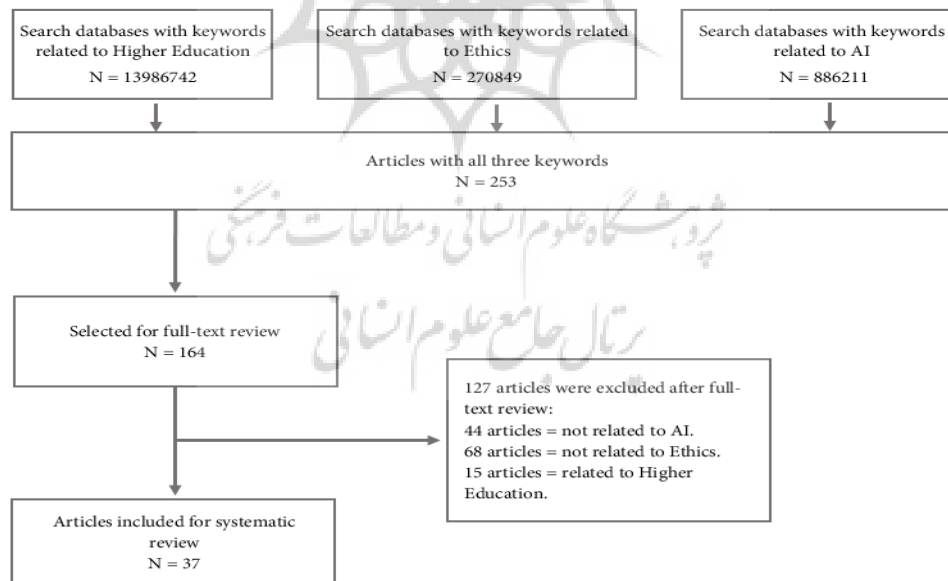 Search databases with keywords
related to Higher Education
N = 13986742
Search databases with keywords related
to Ethics
N = 270849
Search databases with keywords
related to AI
N = 886211
Articles with all three keywords
N = 253
پژوهشگاه علوم انسانی و مطالعات فرهنگی
Selected for full-text review
N = 164
پرتال جامع علوم انسانی
127 articles were excluded after full-
text review:
44 articles = not related to AI.
68 articles = not related to Ethics.
15 articles = related to Higher
Education.
Articles included for systematic
review
N = 37